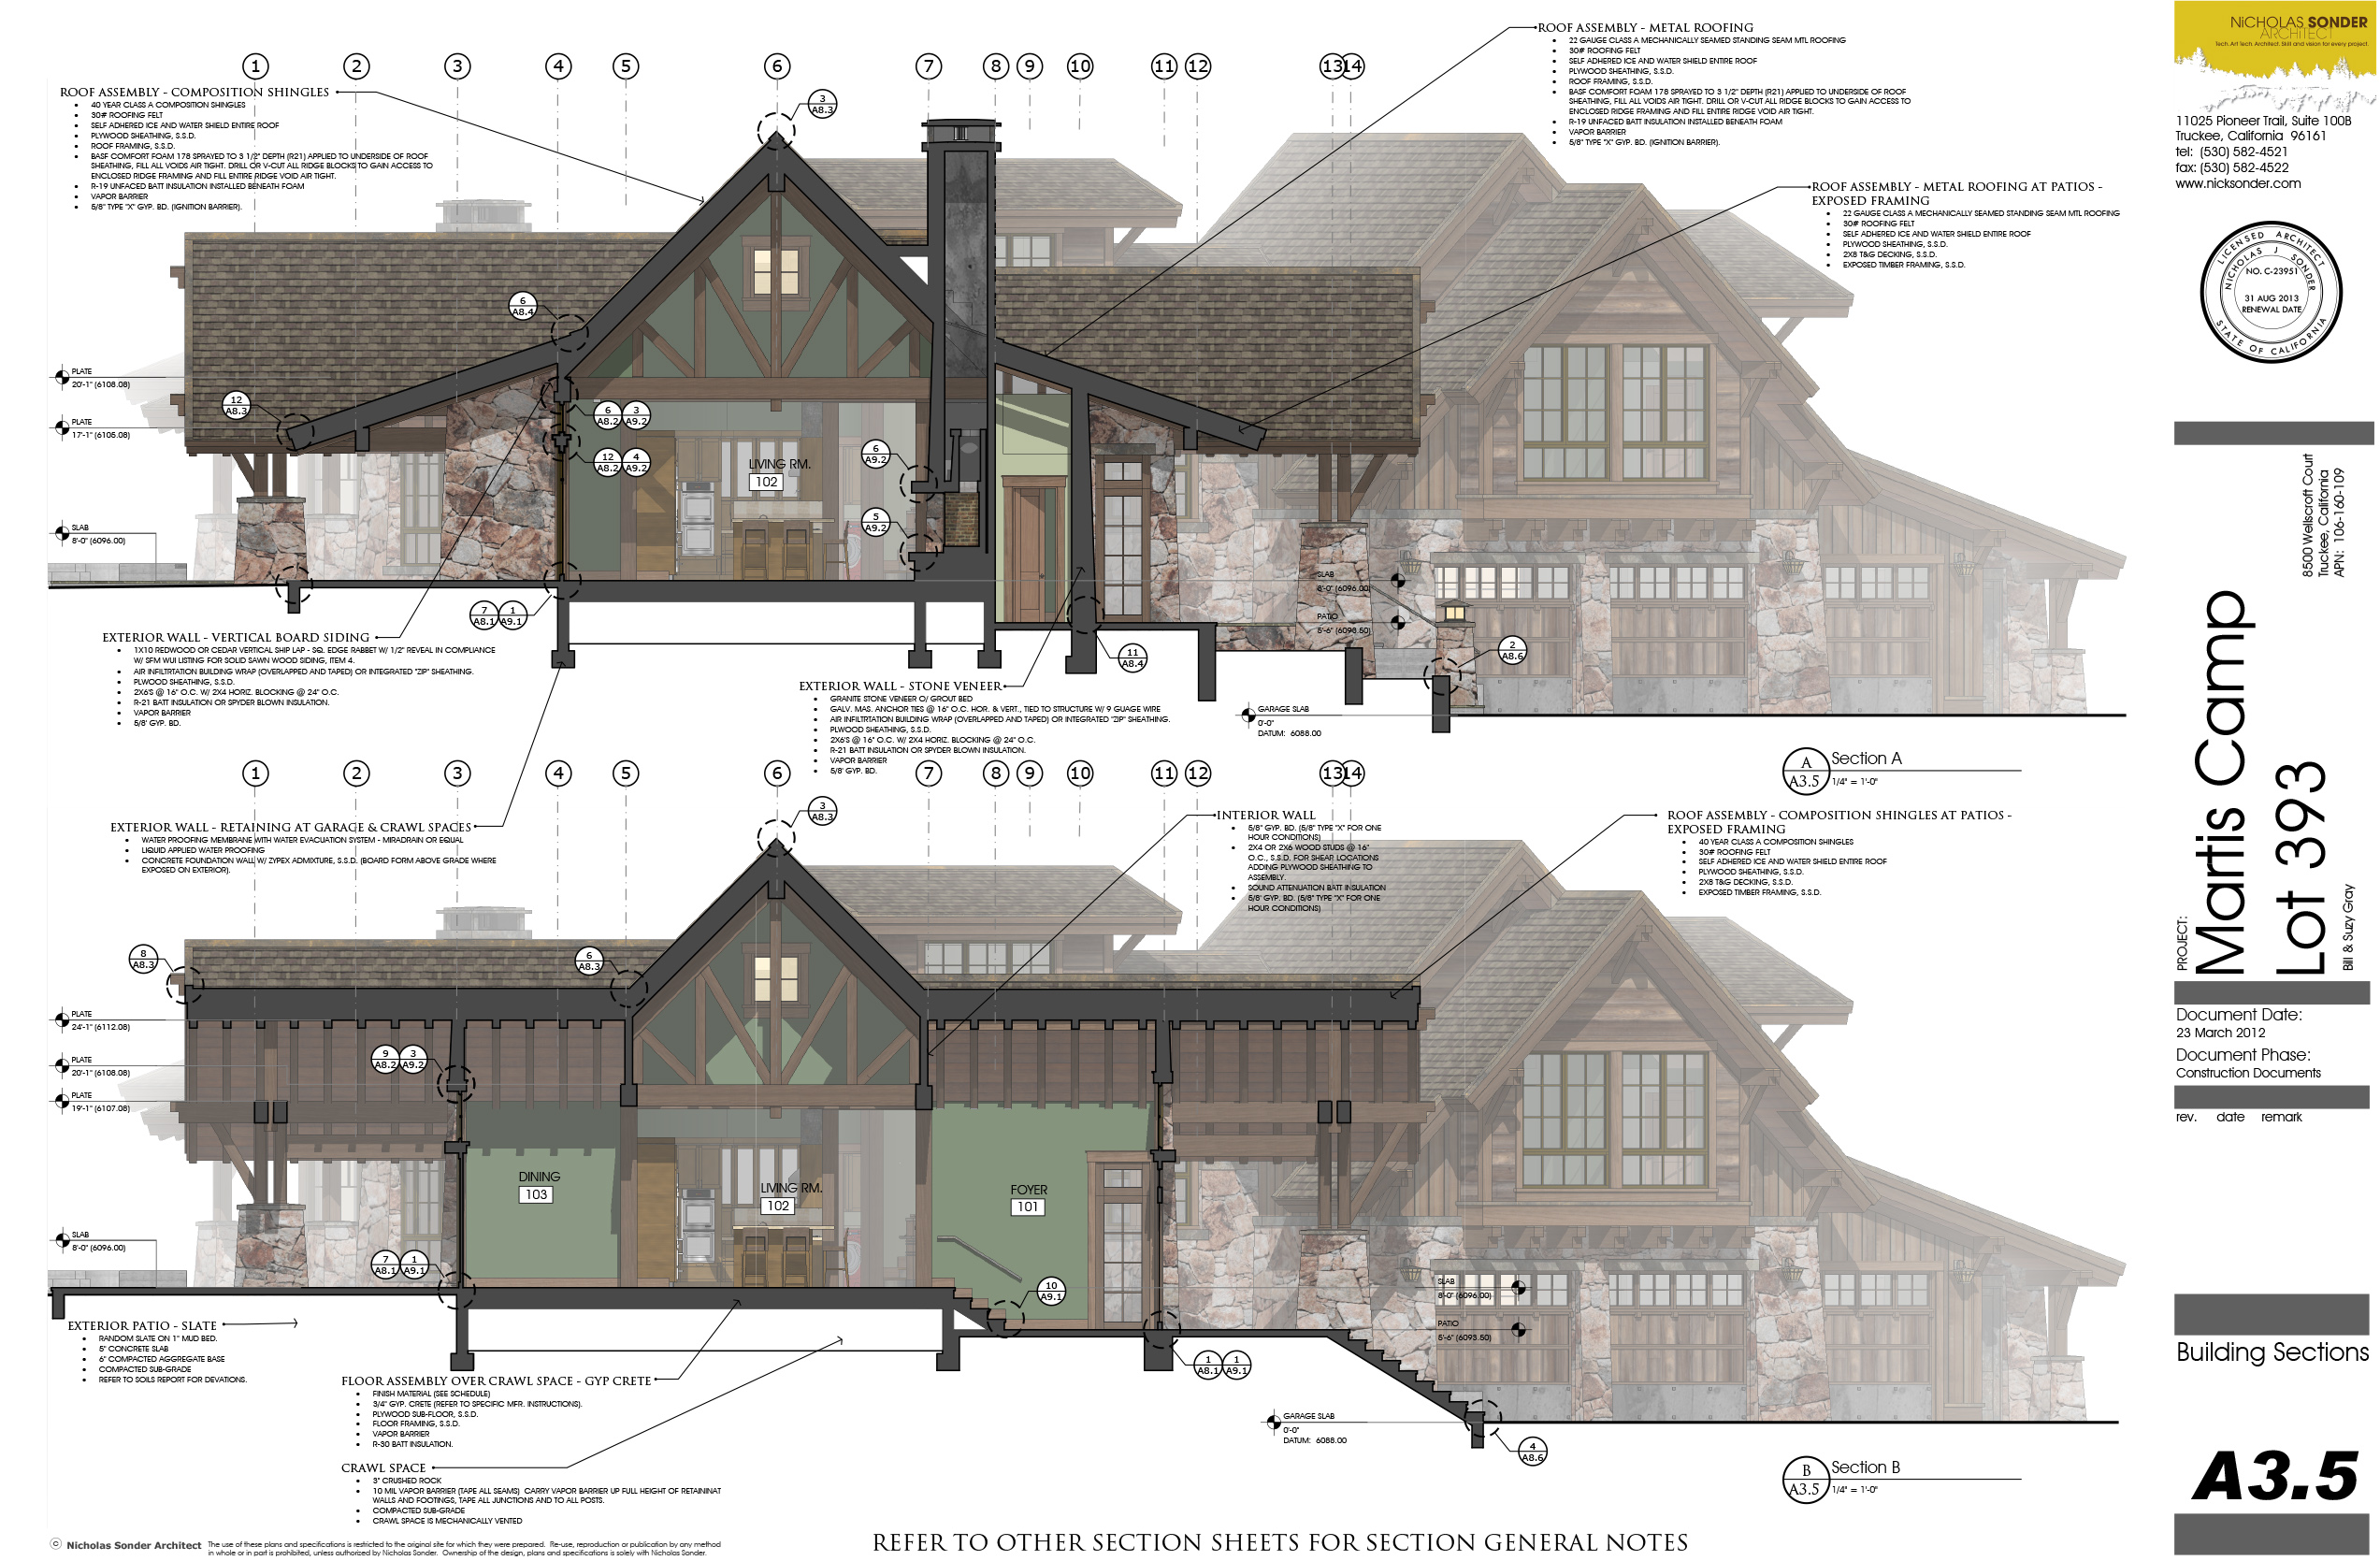 1 2 3 4 5 6 7 8 9 10 11 12 13 14
ROOF ASSEMBLY - COMPOSITION SHINGLES
• 40 YEAR CLASS A COMPOSITION SHINGLES
• 30# ROOFING FELT
• SELF ADHERED ICE AND WATER SHIELD ENTIRE ROOF
• PLYWOOD SHEATHING, S.S.D.
• ROOF FRAMING, S.S.D.
• BASF COMFORT FOAM 178 SPRAYED TO 3 1/2" DEPTH (R21) APPLIED TO UNDERSIDE OF ROOF
SHEATHING, FILL ALL VOIDS AIR TIGHT. DRILL OR V-CUT ALL RIDGE BLOCKS TO GAIN ACCESS TO
ENCLOSED RIDGE FRAMING AND FILL ENTIRE RIDGE VOID AIR TIGHT.
• R-19 UNFACED BATT INSULATION INSTALLED BENEATH FOAM
• VAPOR BARRIER
• 5/8" TYPE "X" GYP. BD. (IGNITION BARRIER).
ROOF ASSEMBLY - METAL ROOFING
• 22 GAUGE CLASS A MECHANICALLY SEAMED STANDING SEAM MTL ROOFING
• 30# ROOFING FELT
• SELF ADHERED ICE AND WATER SHIELD ENTIRE ROOF
• PLYWOOD SHEATHING, S.S.D.
• ROOF FRAMING, S.S.D.
• BASF COMFORT FOAM 178 SPRAYED TO 3 1/2" DEPTH (R21) APPLIED TO UNDERSIDE OF ROOF
SHEATHING, FILL ALL VOIDS AIR TIGHT. DRILL OR V-CUT ALL RIDGE BLOCKS TO GAIN ACCESS TO
ENCLOSED RIDGE FRAMING AND FILL ENTIRE RIDGE VOID AIR TIGHT.
• R-19 UNFACED BATT INSULATION INSTALLED BENEATH FOAM
• VAPOR BARRIER
• 5/8" TYPE "X" GYP. BD. (IGNITION BARRIER).
ROOF ASSEMBLY - METAL ROOFING AT PATIOS -
EXPOSED FRAMING
• 22 GAUGE CLASS A MECHANICALLY SEAMED STANDING SEAM MTL ROOFING
• 30# ROOFING FELT
• SELF ADHERED ICE AND WATER SHIELD ENTIRE ROOF
• PLYWOOD SHEATHING, S.S.D.
• 2X8 T&G DECKING, S.S.D.
• EXPOSED TIMBER FRAMING, S.S.D.
3
A8.3
6
A8.4
12
A8.3
PLATE
20'-1" (6108.08)
PLATE
17'-1" (6105.08)
SLAB
8'-0" (6096.00)
6 3
A8.2 A9.2
12 4
A8.2 A9.2
6
A9.2
5
A9.2
LIVING RM.
102
7 1
A8.1 A9.1
11
A8.4
2
A8.6
SLAB
8'-0" (6096.00)
PATIO
5'-6" (6093.50)
GARAGE SLAB
0'-0"
DATUM: 6088.00
EXTERIOR WALL - VERTICAL BOARD SIDING
• 1X10 REDWOOD OR CEDAR VERTICAL SHIP LAP - SQ. EDGE RABBET W/ 1/2" REVEAL IN COMPLIANCE
W/ SFM WUI LISTING FOR SOLID SAWN WOOD SIDING, ITEM 4.
• AIR INFILTRTATION BUILDING WRAP (OVERLAPPED AND TAPED) OR INTEGRATED "ZIP" SHEATHING.
• PLWOOD SHEATHING, S.S.D.
• 2X6'S @ 16" O.C. W/ 2X4 HORIZ. BLOCKING @ 24" O.C.
• R-21 BATT INSULATION OR SPYDER BLOWN INSULATION.
• VAPOR BARRIER
• 5/8' GYP. BD.
EXTERIOR WALL - STONE VENEER
• GRANITE STONE VENEER O/ GROUT BED
• GALV. MAS. ANCHOR TIES @ 16" O.C. HOR. & VERT., TIED TO STRUCTURE W/ 9 GUAGE WIRE
• AIR INFILTRTATION BUILDING WRAP (OVERLAPPED AND TAPED) OR INTEGRATED "ZIP" SHEATHING.
• PLWOOD SHEATHING, S.S.D.
• 2X6'S @ 16" O.C. W/ 2X4 HORIZ. BLOCKING @ 24" O.C.
• R-21 BATT INSULATION OR SPYDER BLOWN INSULATION.
• VAPOR BARRIER
• 5/8' GYP. BD.
A
A3.5
Section A
1/4" = 1'-0"
1 2 3 4 5 6 7 8 9 10 11 12 13 14
EXTERIOR WALL - RETAINING AT GARAGE & CRAWL SPACES
• WATER PROOFING MEMBRANE WITH WATER EVACUATION SYSTEM - MIRADRAIN OR EQUAL
• LIQUID APPLIED WATER PROOFING
• CONCRETE FOUNDATION WALL W/ ZYPEX ADMIXTURE, S.S.D. (BOARD FORM ABOVE GRADE WHERE
EXPOSED ON EXTERIOR).
INTERIOR WALL
• 5/8" GYP. BD. (5/8" TYPE "X" FOR ONE
HOUR CONDITIONS)
• 2X4 OR 2X6 WOOD STUDS @ 16"
O.C., S.S.D. FOR SHEAR LOCATIONS
ADDING PLYWOOD SHEATHING TO
ASSEMBLY.
• SOUND ATTENUATION BATT INSULATION
• 5/8' GYP. BD. (5/8" TYPE "X" FOR ONE
HOUR CONDITIONS)
ROOF ASSEMBLY - COMPOSITION SHINGLES AT PATIOS -
EXPOSED FRAMING
• 40 YEAR CLASS A COMPOSITION SHINGLES
• 30# ROOFING FELT
• SELF ADHERED ICE AND WATER SHIELD ENTIRE ROOF
• PLYWOOD SHEATHING, S.S.D.
• 2X8 T&G DECKING, S.S.D.
• EXPOSED TIMBER FRAMING, S.S.D.
3
A8.3
8
A8.3
6
A8.3
PLATE
24'-1" (6112.08)
PLATE
20'-1" (6108.08)
PLATE
19'-1" (6107.08)
SLAB
8'-0" (6096.00)
9 3
A8.2 A9.2
DINING
103
LIVING RM.
102
FOYER
101
7 1
A8.1 A9.1
10
A9.1
1 1
A8.1 A9.1
SLAB
8'-0" (6096.00)
PATIO
5'-6" (6093.50)
GARAGE SLAB
0'-0"
DATUM: 6088.00
4
A8.6
EXTERIOR PATIO - SLATE
• RANDOM SLATE ON 1" MUD BED.
• 5" CONCRETE SLAB
• 6" COMPACTED AGGREGATE BASE
• COMPACTED SUB-GRADE
• REFER TO SOILS REPORT FOR DEVATIONS.
FLOOR ASSEMBLY OVER CRAWL SPACE - GYP CRETE
• FINISH MATERIAL (SEE SCHEDULE)
• 3/4" GYP. CRETE (REFER TO SPECIFIC MFR. INSTRUCTIONS).
• PLYWOOD SUB-FLOOR, S.S.D.
• FLOOR FRAMING, S.S.D.
• VAPOR BARRIER
• R-30 BATT INSULATION.
CRAWL SPACE
• 3" CRUSHED ROCK
• 10 MIL VAPOR BARRIER (TAPE ALL SEAMS) CARRY VAPOR BARRIER UP FULL HEIGHT OF RETAININAT
WALLS AND FOOTINGS, TAPE ALL JUNCTIONS AND TO ALL POSTS.
• COMPACTED SUB-GRADE
• CRAWL SPACE IS MECHANICALLY VENTED
B
A3.5
Section B
1/4" = 1'-0"
© Nicholas Sonder Architect The use of these plans and specifications is restricted to the original site for which they were prepared. Re-use, reproduction or publication by any method
in whole or in part is prohibited, unless authorized by Nicholas Sonder. Ownership of the design, plans and specifications is solely with Nicholas Sonder.
REFER TO OTHER SECTION SHEETS FOR SECTION GENERAL NOTES
NiCHOLAS SONDER
ARCHiTECT
Tech Art Tech Architect. Skill and vision for every project.
11025 Pioneer Trail, Suite 100B
Truckee, California 96161
tel: (530) 582-4521
fax: (530) 582-4522
www.nicksonder.com
LICENSED ARCHITECT
NICHOLAS J SONDER
NO. C-23951
31 AUG 2013
RENEWAL DATE
STATE OF CALIFORNIA
8500 Wellscroft Court
Truckee, California
APN: 106-160-109
PROJECT:
Martis Camp
Lot 393
Bill & Suzy Gray
Document Date:
23 March 2012
Document Phase:
Construction Documents
rev. date remark
Building Sections
A3.5